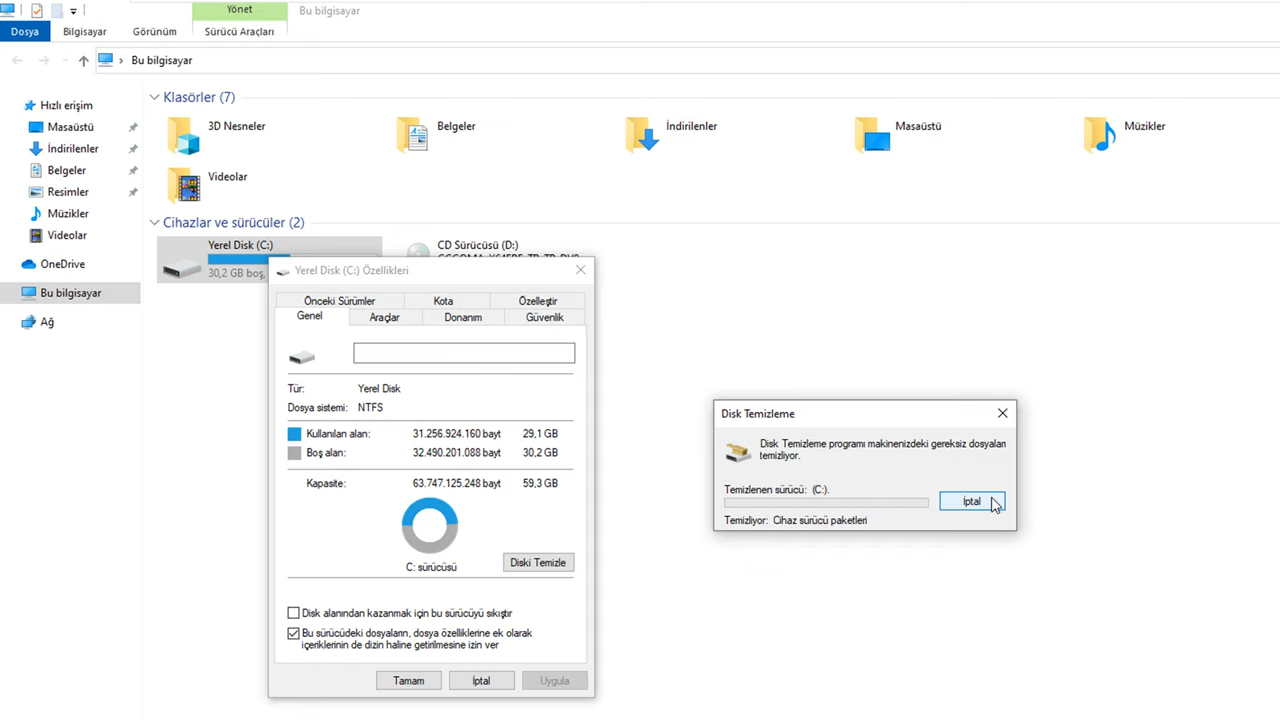 Yönet
Bu bilgisayar
Dosya
Bilgisayar
Görünüm
Sürücü Araçları
Bu bilgisayar
Hızlı erişim
Masaüstü
İndirilenler
Belgeler
Resimler
Müzikler
Videolar
OneDrive
Bu bilgisayar
Ağ
Klasörler (7)
3D Nesneler
Belgeler
İndirilenler
Masaüstü
Müzikler
Videolar
Cihazlar ve sürücüler (2)
Yerel Disk (C:)
30,2 GB boş,
CD Sürücüsü (D:)
Yerel Disk (C:) Özellikleri
Önceki Sürümler
Kota
Özelleştir
Genel
Araçlar
Donanım
Güvenlik
Tür: Yerel Disk
Dosya sistemi: NTFS
Kullanılan alan: 31.256.924.160 bayt 29,1 GB
Boş alan: 32.490.201.088 bayt 30,2 GB
Kapasite: 63.747.125.248 bayt 59,3 GB
C: sürücüsü
Diski Temizle
Disk alanından kazanmak için bu sürücüyü sıkıştır
Bu sürücüdeki dosyaların, dosya özelliklerine ek olarak
içeriklerinin de dizin haline getirilmesine izin ver
Tamam
İptal
Uygula
Disk Temizleme
Disk Temizleme programı makinenizdeki gereksiz dosyaları
temizliyor.
Temizlenen sürücü: (C:).
İptal
Temizliyor: Cihaz sürücü paketleri